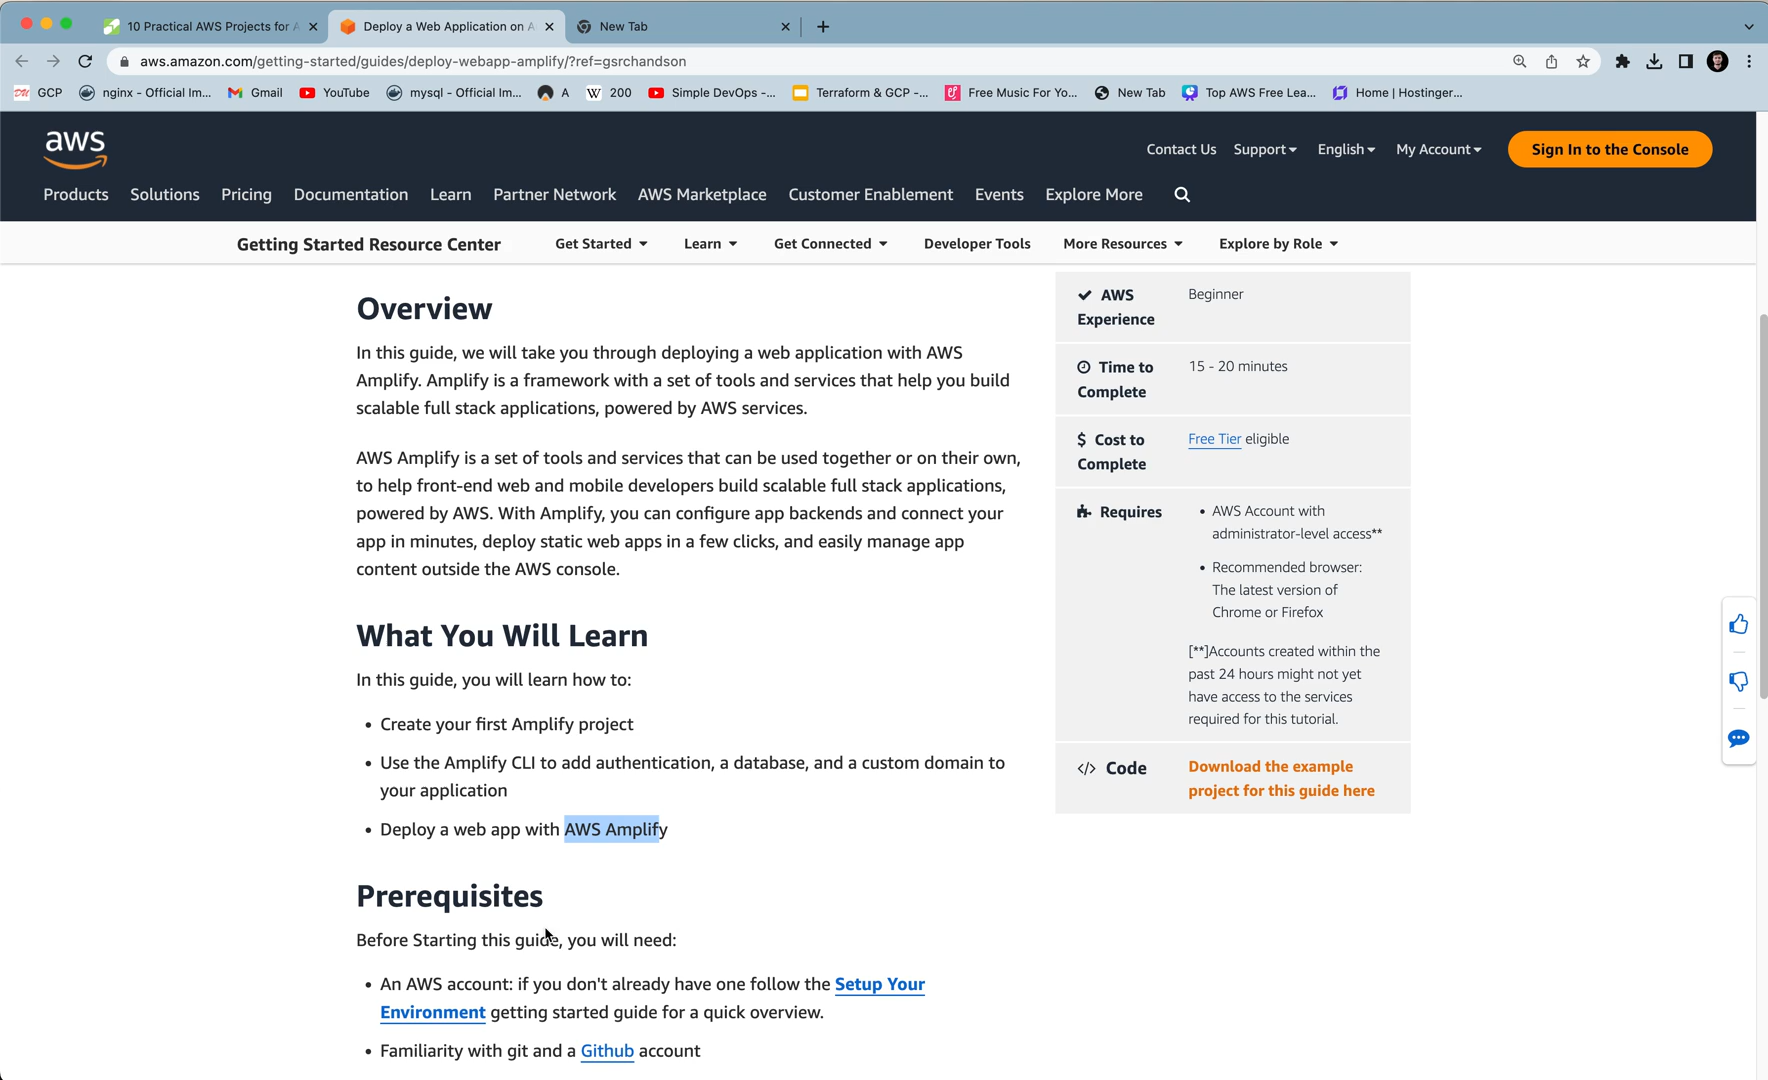 10 Practical AWS Projects for A
Deploy a Web Application on A
New Tab
aws.amazon.com/getting-started/guides/deploy-webapp-amplify/?ref=gsrchandson
GCP
nginx - Official Im...
Gmail
YouTube
mysql - Official Im...
A
W 200
Simple DevOps -...
Terraform & GCP -...
Free Music For Yo...
New Tab
Top AWS Free Lea...
Home | Hostinger...
aws
Contact Us
Support
English
My Account
Sign In to the Console
Products
Solutions
Pricing
Documentation
Learn
Partner Network
AWS Marketplace
Customer Enablement
Events
Explore More
Getting Started Resource Center
Get Started
Learn
Get Connected
Developer Tools
More Resources
Explore by Role
Overview
In this guide, we will take you through deploying a web application with AWS
Amplify. Amplify is a framework with a set of tools and services that help you build
scalable full stack applications, powered by AWS services.
AWS Amplify is a set of tools and services that can be used together or on their own,
to help front-end web and mobile developers build scalable full stack applications,
powered by AWS. With Amplify, you can configure app backends and connect your
app in minutes, deploy static web apps in a few clicks, and easily manage app
content outside the AWS console.
What You Will Learn
In this guide, you will learn how to:
• Create your first Amplify project
• Use the Amplify CLI to add authentication, a database, and a custom domain to
your application
• Deploy a web app with AWS Amplify
Prerequisites
Before Starting this guide, you will need:
• An AWS account: if you don't already have one follow the Setup Your
Environment getting started guide for a quick overview.
• Familiarity with git and a Github account
AWS
Experience
Beginner
Time to
Complete
15 - 20 minutes
$ Cost to
Complete
Free Tier eligible
Requires
• AWS Account with
administrator-level access**
• Recommended browser:
The latest version of
Chrome or Firefox
[**]Accounts created within the
past 24 hours might not yet
have access to the services
required for this tutorial.
</> Code
Download the example
project for this guide here